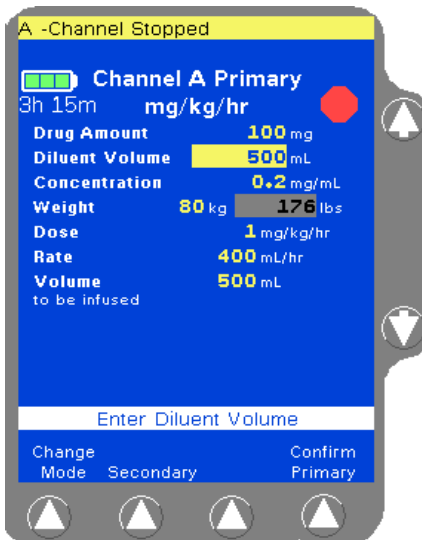 A -Channel Stopped
Channel A Primary
3h 15m mg/kg/hr
Drug Amount 100 mg
Diluent Volume 500 mL
Concentration 0.2 mg/mL
Weight 80 kg 176 lbs
Dose 1 mg/kg/hr
Rate 400 mL/hr
Volume 500 mL
to be infused
Enter Diluent Volume
Change Confirm
Mode Secondary Primary